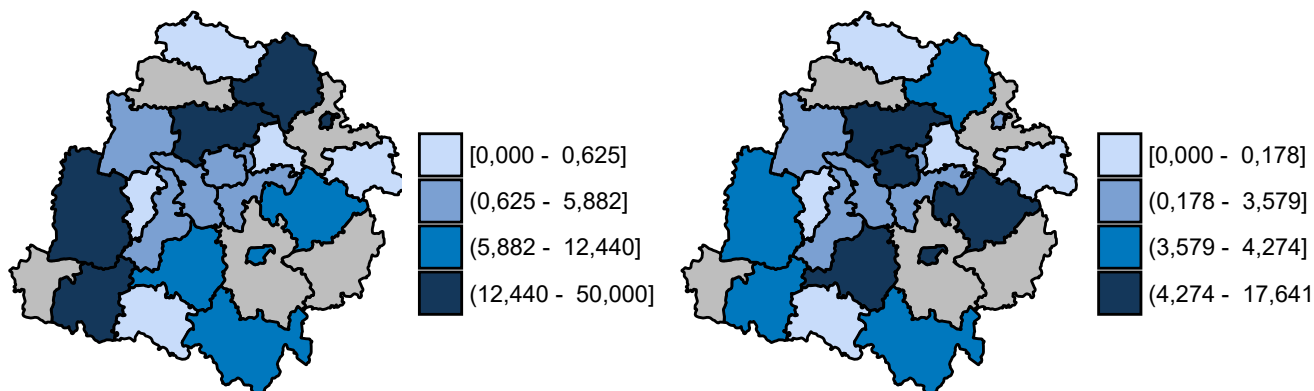 [0,000 - 0,625]
(0,625 - 5,882]
(5,882 - 12,440]
(12,440 - 50,000]
[0,000 - 0,178]
(0,178 - 3,579]
(3,579 - 4,274]
(4,274 - 17,641